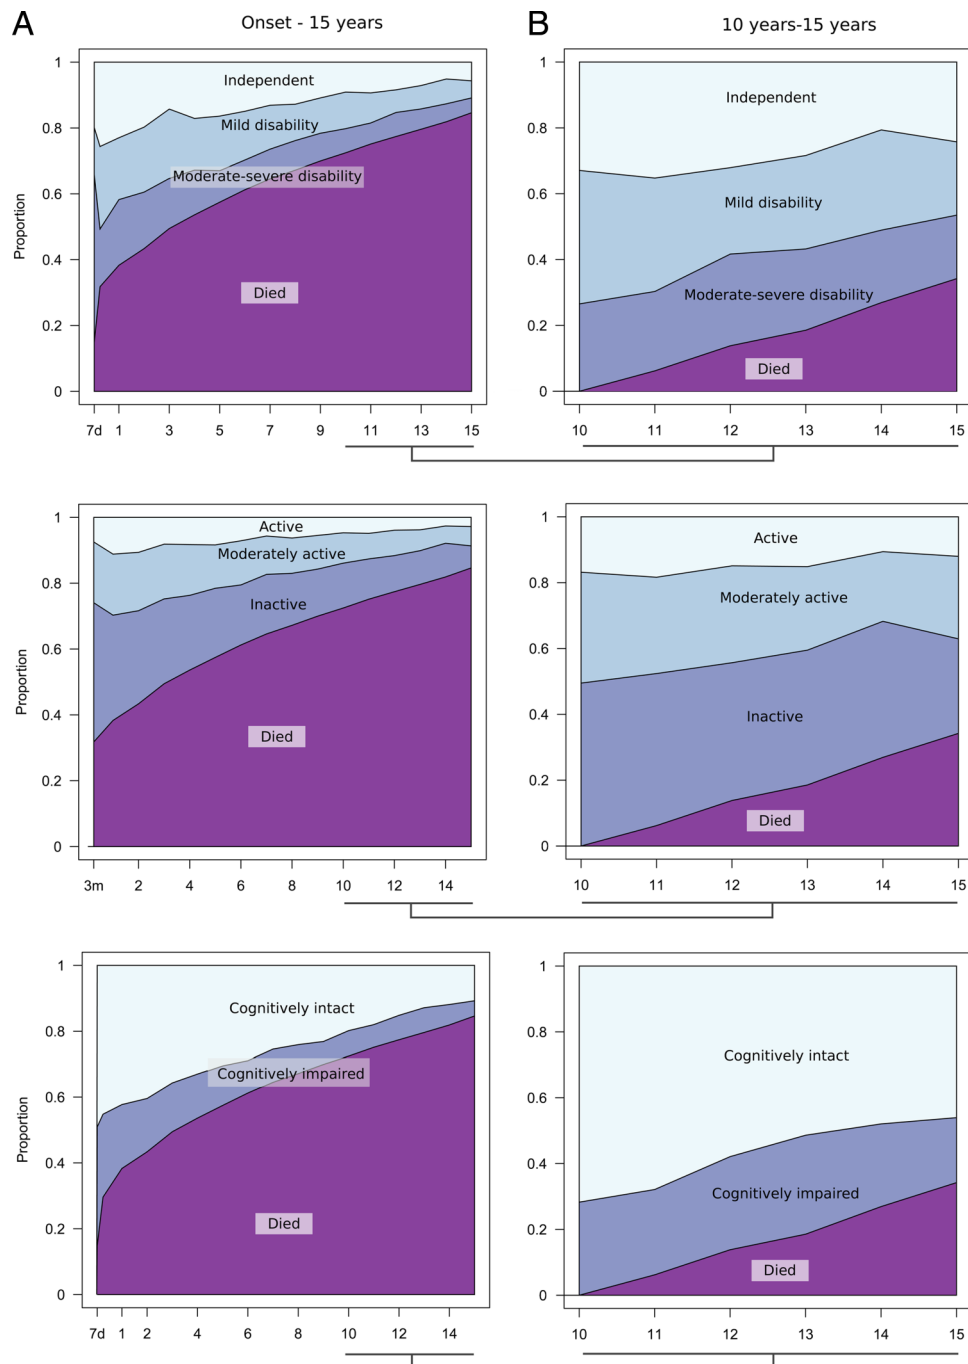 A Onset - 15 years B 10 years-15 years
1
0.8
0.6
0.4
0.2
0
Proportion
Independent
Mild disability
Moderate-severe disability
Died
7d 1 3 5 7 9 11 13 15
1
0.8
0.6
0.4
0.2
0
Independent
Mild disability
Moderate-severe disability
Died
10 11 12 13 14 15
1
0.8
0.6
0.4
0.2
0
Proportion
Active
Moderately active
Inactive
Died
3m 2 4 6 8 10 12 14
1
0.8
0.6
0.4
0.2
0
Active
Moderately active
Inactive
Died
10 11 12 13 14 15
1
0.8
0.6
0.4
0.2
0
Proportion
Cognitively intact
Cognitively impaired
Died
7d 1 2 4 6 8 10 12 14
1
0.8
0.6
0.4
0.2
0
Cognitively intact
Cognitively impaired
Died
10 11 12 13 14 15